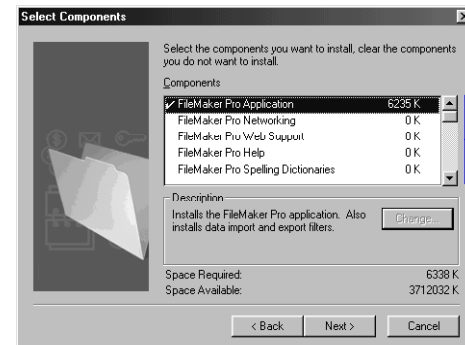 Select Components
Select the components you want to install, clear the components
you do not want to install.
Components
FileMaker Pro Application 6235 K
FileMaker Pro Networking 0 K
FileMaker Pro Web Support 0 K
FileMaker Pro Help 0 K
FileMaker Pro Spelling Dictionaries 0 K
Description
Installs the FileMaker Pro application. Also
installs data import and export filters.
Change...
Space Required: 6338 K
Space Available: 3712032 K
< Back
Next >
Cancel